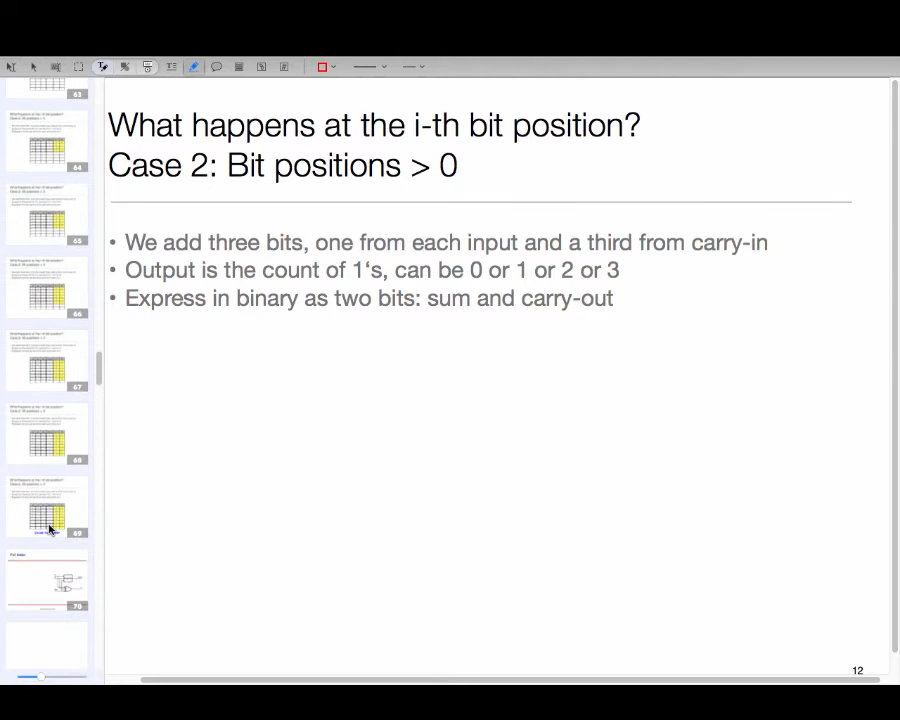 What happens at the i-th bit position?
Case 2: Bit positions > 0
• We add three bits, one from each input and a third from carry-in
• Output is the count of 1‘s, can be 0 or 1 or 2 or 3
• Express in binary as two bits: sum and carry-out
12
63
64
65
66
67
68
69
70